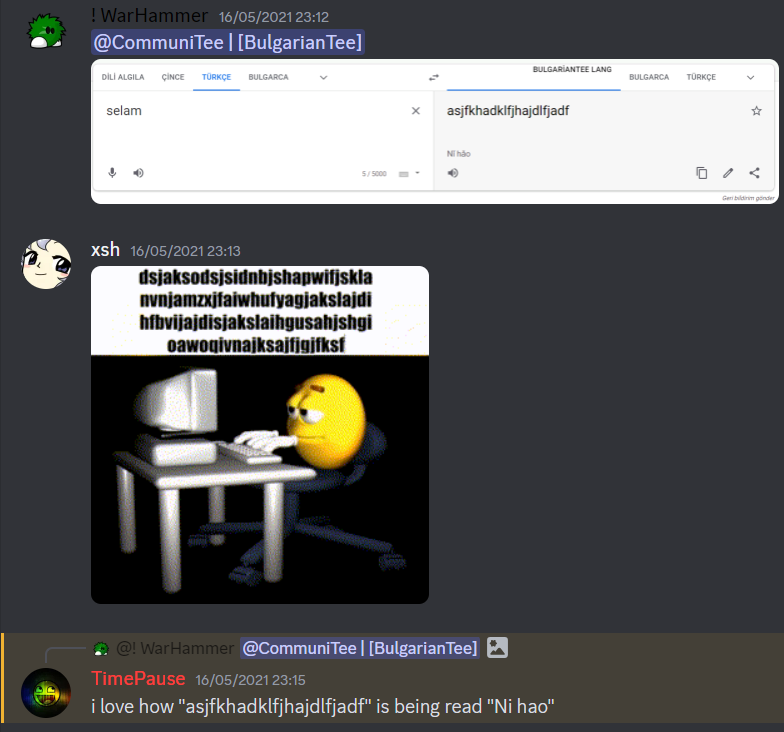 ! WarHammer 16/05/2021 23:12
@CommuniTee | [BulgarianTee]
DİLİ ALGILA ÇİNCE TÜRKÇE BULGARCA BULGARİANTEE LANG BULGARCA TÜRKÇE
selam asjfkhadklfjhajdlfjadf
Nǐ hǎo
5 / 5000
Geri bildirim gönder
xsh 16/05/2021 23:13
dsjaksodsjsidnbjshapwifjskla
nvnjamzxjfaiwhufyagjakslajdi
hfbvijajdisjakslaihgusahjshgi
oawoqivnajksajfjgjfksf
@! WarHammer @CommuniTee | [BulgarianTee]
TimePause 16/05/2021 23:15
i love how "asjfkhadklfjhajdlfjadf" is being read "Ni hao"